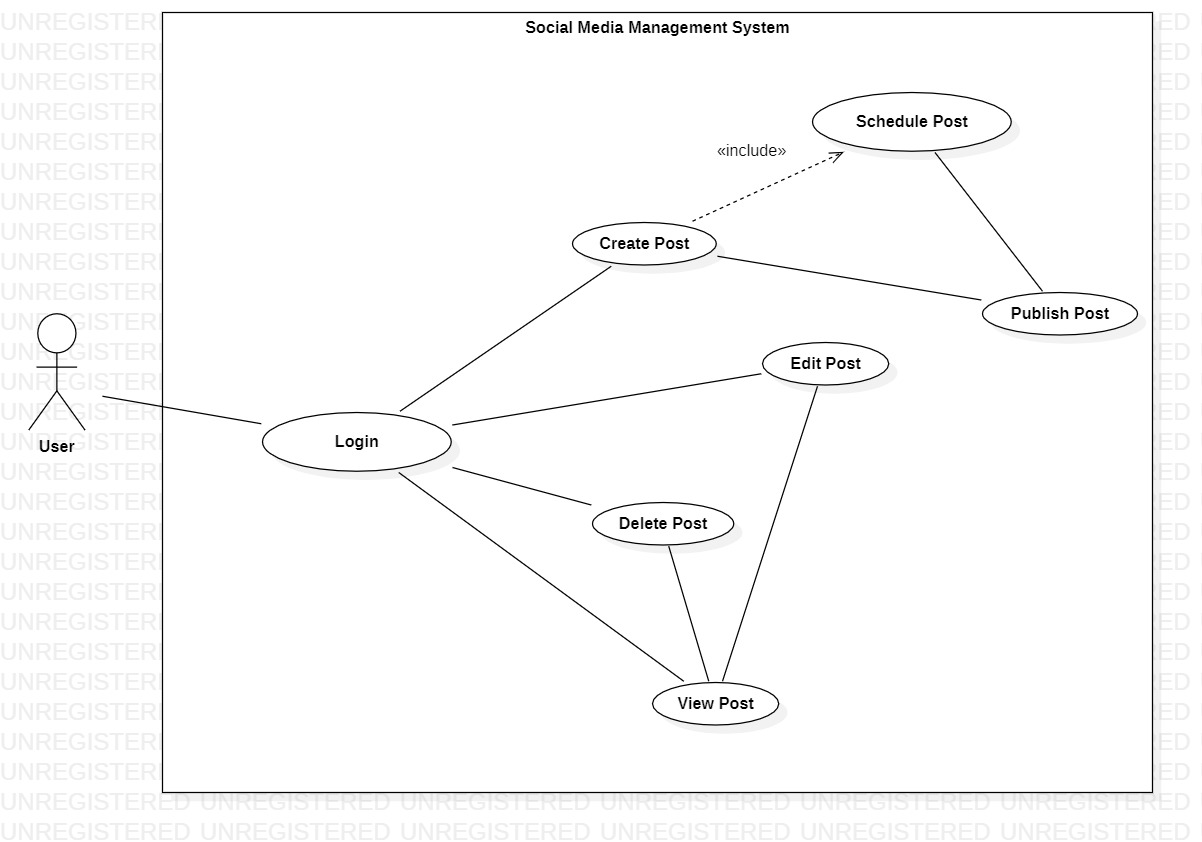 Social Media Management System
Schedule Post
«include»
Create Post
Publish Post
Edit Post
User
Login
Delete Post
View Post
UNREGISTERED UNREGISTERED UNREGISTERED UNREGISTERED UNREGISTERED UNREGISTERED
UNREGISTERED UNREGISTERED UNREGISTERED UNREGISTERED UNREGISTERED UNREGISTERED